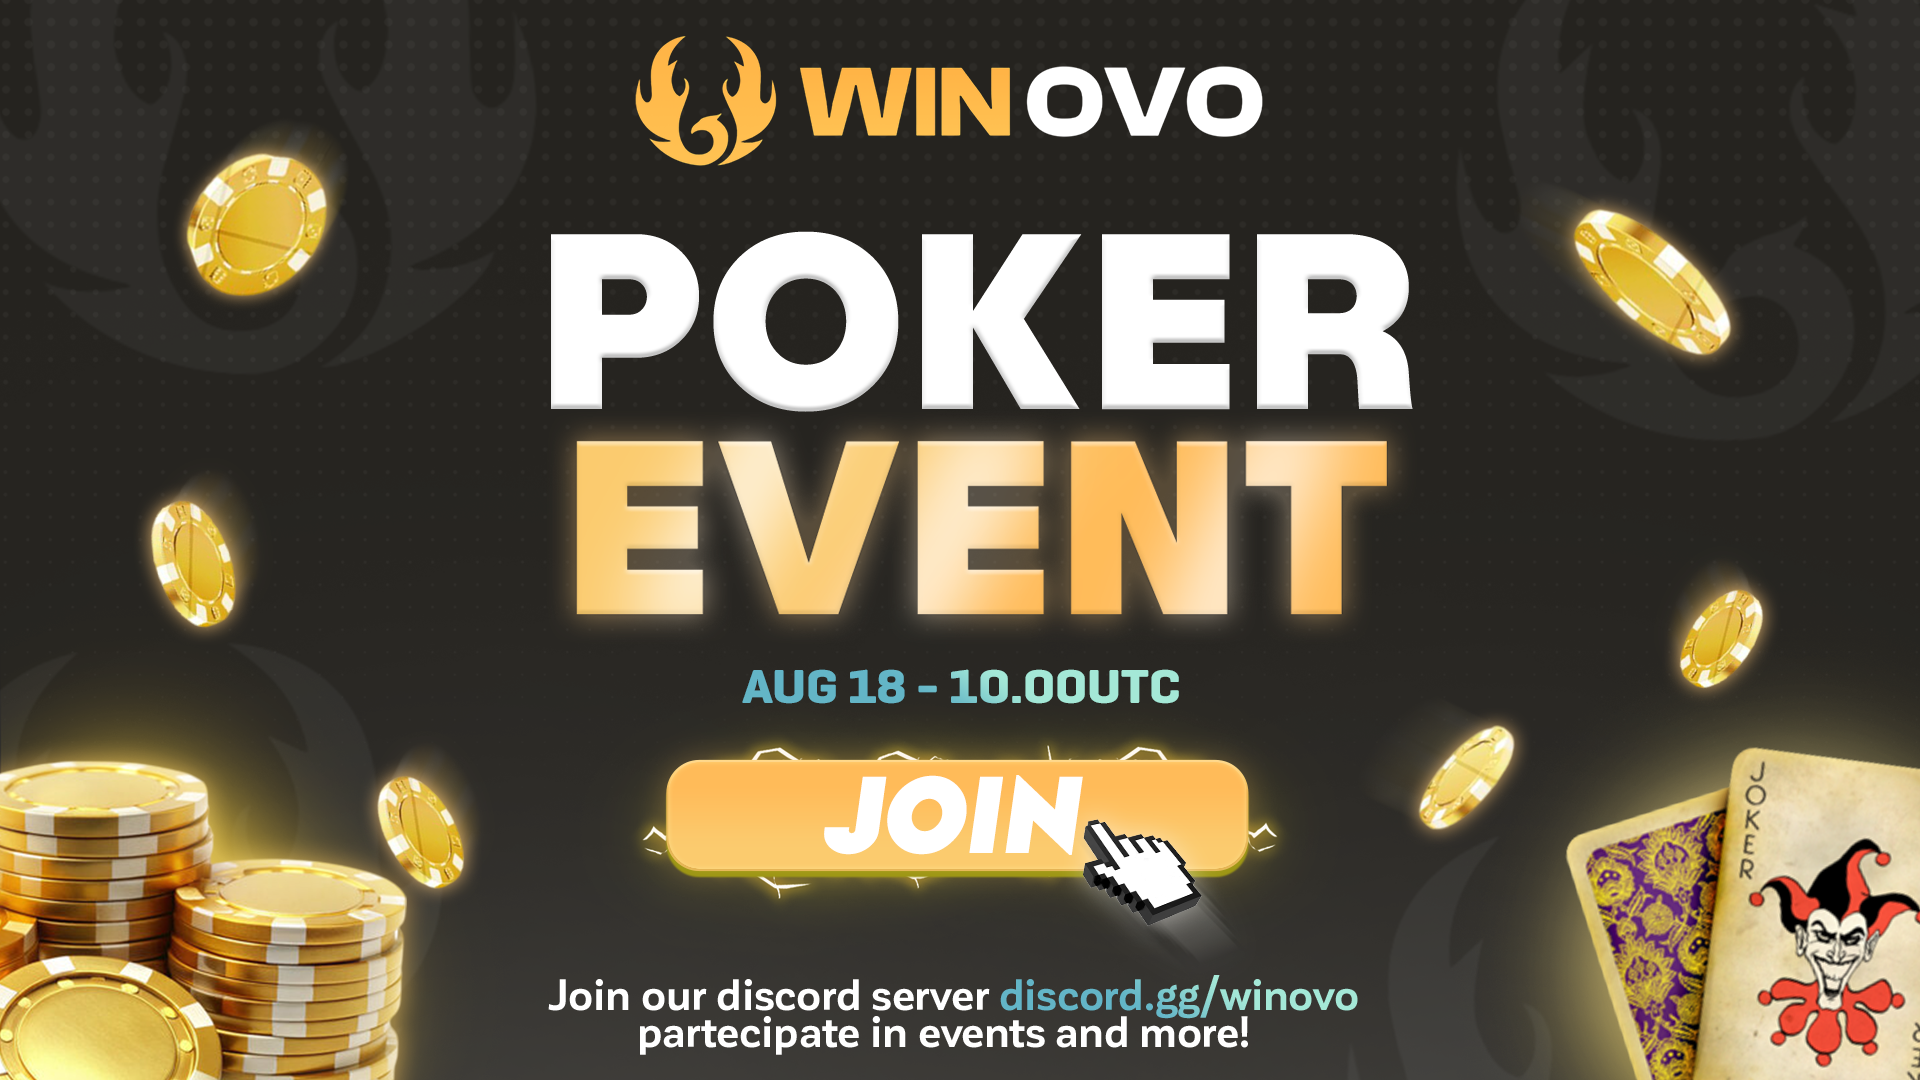 WINOVO
POKER
EVENT
AUG 18 - 10.00UTC
JOIN
Join our discord server discord.gg/winovo
partecipate in events and more!
JOKER